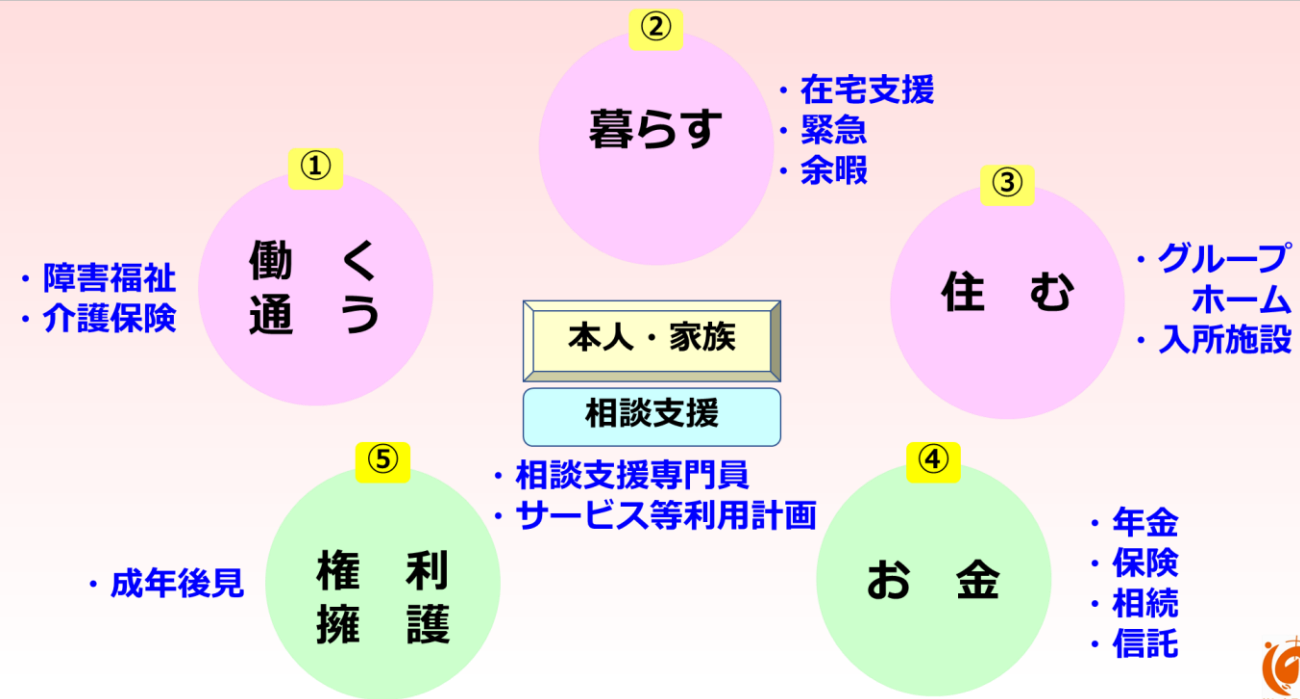 ①
働　く
通　う
・障害福祉
・介護保険
②
暮らす
・在宅支援
・緊急
・余暇
③
住　む
・グループ
ホーム
・入所施設
本人・家族
相談支援
・相談支援専門員
・サービス等利用計画
④
お　金
・年金
・保険
・相続
・信託
⑤
権　利
擁　護
・成年後見